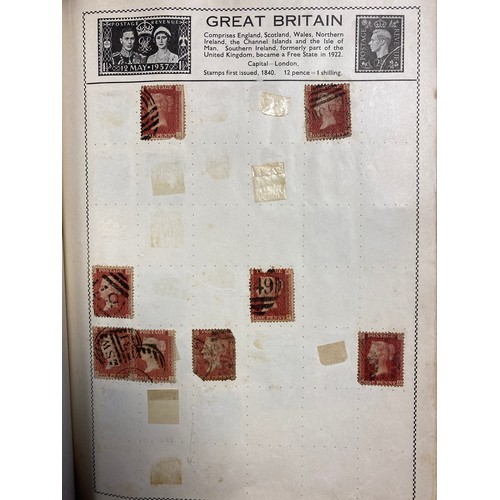 GREAT BRITAIN
Comprises England, Scotland, Wales, Northern
Ireland, the Channel Islands and the Isle of
Man. Southern Ireland, formerly part of the
United Kingdom, became a Free State in 1922.
Capital—London.
Stamps first issued, 1840. 12 pence—1 shilling.
12 MAY 1937